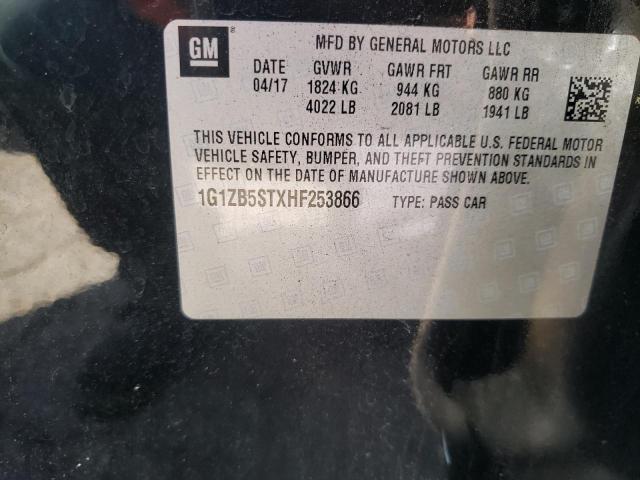 GM
®
MFD BY GENERAL MOTORS LLC
DATE GVWR GAWR FRT GAWR RR
04/17 1824 KG 944 KG 880 KG
4022 LB 2081 LB 1941 LB
THIS VEHICLE CONFORMS TO ALL APPLICABLE U.S. FEDERAL MOTOR
VEHICLE SAFETY, BUMPER, AND THEFT PREVENTION STANDARDS IN
EFFECT ON THE DATE OF MANUFACTURE SHOWN ABOVE.
1G1ZB5STXHF253866 TYPE: PASS CAR